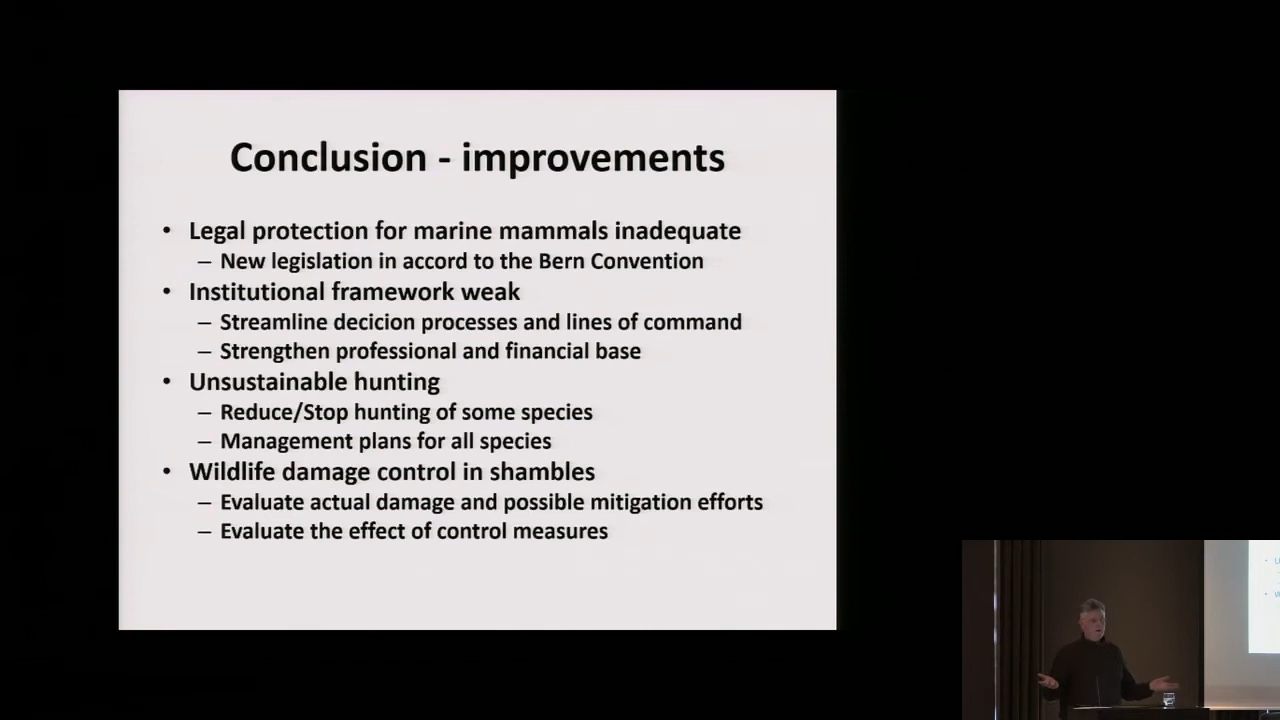 Conclusion - improvements
• Legal protection for marine mammals inadequate
– New legislation in accord to the Bern Convention
• Institutional framework weak
– Streamline decicion processes and lines of command
– Strengthen professional and financial base
• Unsustainable hunting
– Reduce/Stop hunting of some species
– Management plans for all species
• Wildlife damage control in shambles
– Evaluate actual damage and possible mitigation efforts
– Evaluate the effect of control measures